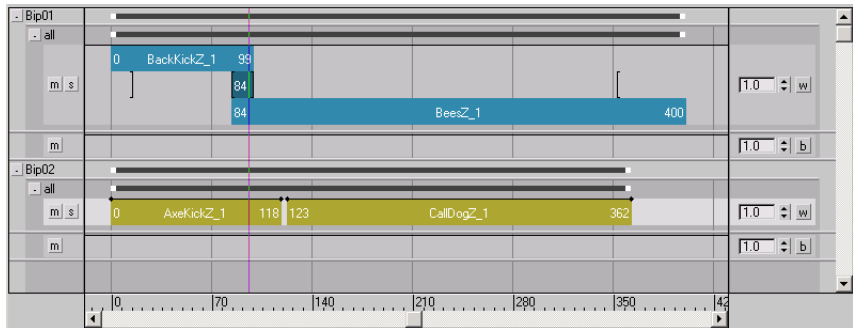 Bip01
all
0 BackKickZ_1 99
m s 84 1.0 w
84 BeesZ_1 400
m 1.0 b
Bip02
all
m s 0 AxeKickZ_1 118 123 CallDogZ_1 362 1.0 w
m 1.0 b
0 70 140 210 280 350 42